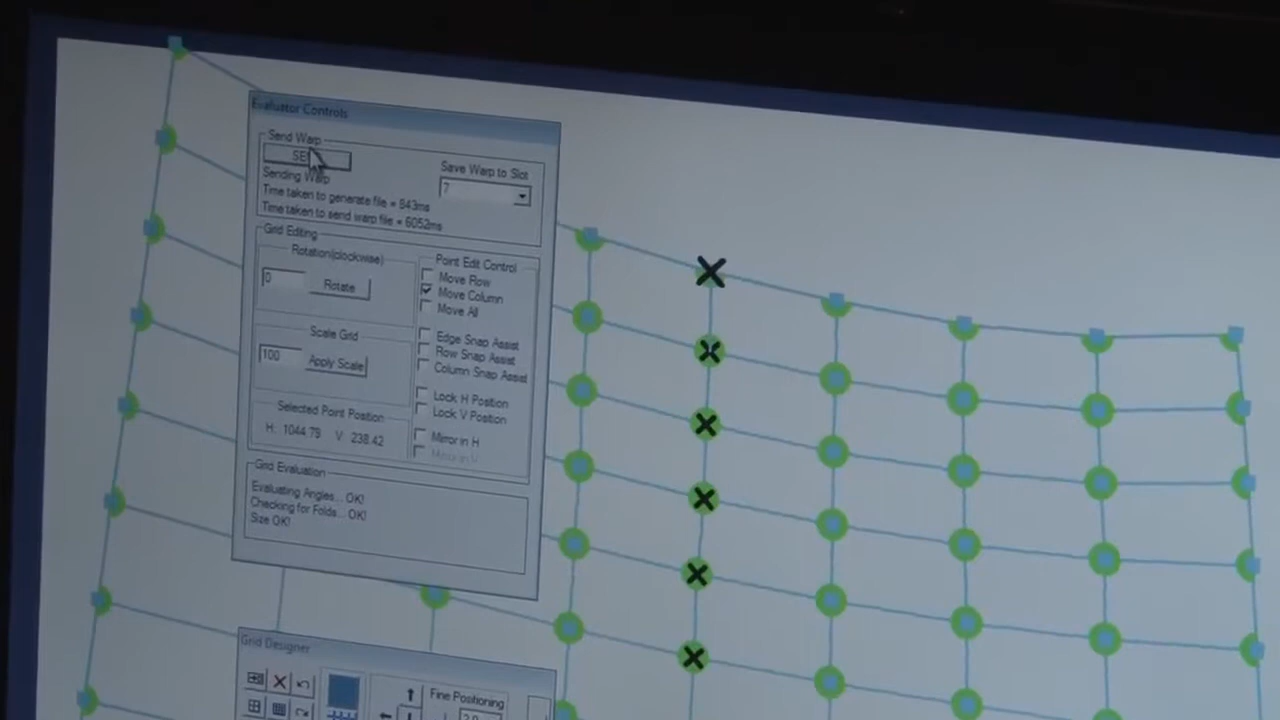 Evaluator Controls
Send Warp
Save Warp to Slot
7
Sending Warp
Time taken to generate file = 843ms
Time taken to send warp file = 6052ms
Grid Editing
Rotation(clockwise)
0
Rotate
Scale Grid
100
Apply Scale
Selected Point Position
H: 1044.79 V: 238.42
Point Edit Control
Move Row
Move Column
Move All
Edge Snap Assist
Row Snap Assist
Column Snap Assist
Lock H Position
Lock V Position
Mirror in H
Mirror in V
Grid Evaluation
Evaluating Angles... OK!
Checking for Folds... OK!
Size OK!
Grid Designer
Fine Positioning